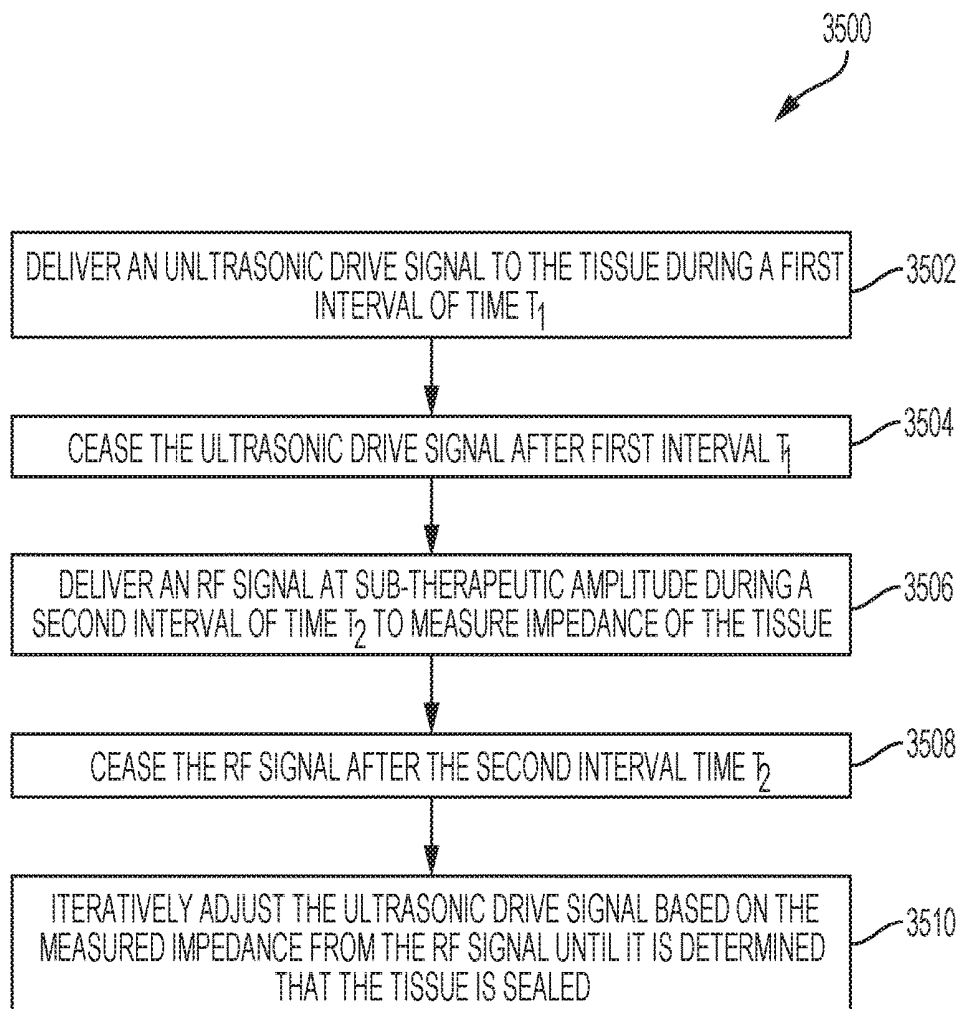 3500
DELIVER AN UNLTRASONIC DRIVE SIGNAL TO THE TISSUE DURING A FIRST
INTERVAL OF TIME T1
3502
CEASE THE ULTRASONIC DRIVE SIGNAL AFTER FIRST INTERVAL T1
3504
DELIVER AN RF SIGNAL AT SUB-THERAPEUTIC AMPLITUDE DURING A
SECOND INTERVAL OF TIME T2 TO MEASURE IMPEDANCE OF THE TISSUE
3506
CEASE THE RF SIGNAL AFTER THE SECOND INTERVAL TIME T2
3508
ITERATIVELY ADJUST THE ULTRASONIC DRIVE SIGNAL BASED ON THE
MEASURED IMPEDANCE FROM THE RF SIGNAL UNTIL IT IS DETERMINED
THAT THE TISSUE IS SEALED
3510